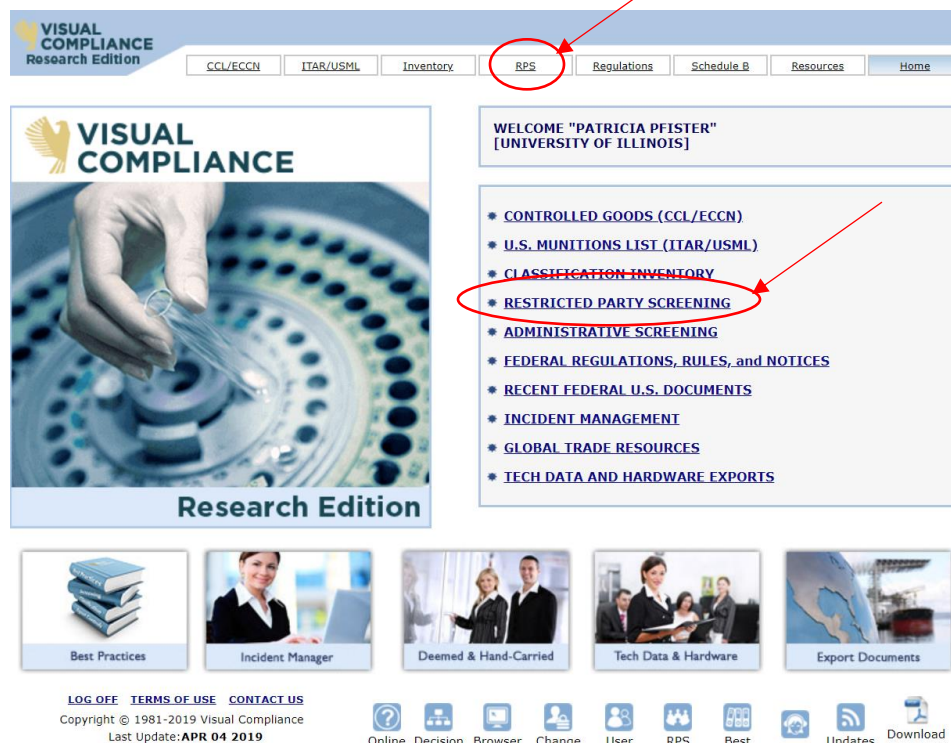 VISUAL
COMPLIANCE
Research Edition
CCL/ECCN ITAR/USML Inventory RPS Regulations Schedule B Resources Home
VISUAL
COMPLIANCE
Research Edition
WELCOME "PATRICIA PFISTER"
[UNIVERSITY OF ILLINOIS]
CONTROLLED GOODS (CCL/ECCN)
U.S. MUNITIONS LIST (ITAR/USML)
CLASSIFICATION INVENTORY
RESTRICTED PARTY SCREENING
ADMINISTRATIVE SCREENING
FEDERAL REGULATIONS, RULES, and NOTICES
RECENT FEDERAL U.S. DOCUMENTS
INCIDENT MANAGEMENT
GLOBAL TRADE RESOURCES
TECH DATA AND HARDWARE EXPORTS
Best Practices
Incident Manager
Deemed & Hand-Carried
Tech Data & Hardware
Export Documents
LOG OFF TERMS OF USE CONTACT US
Copyright © 1981-2019 Visual Compliance
Last Update:APR 04 2019
Online Decision Browser Change User RPS Best Updates Download